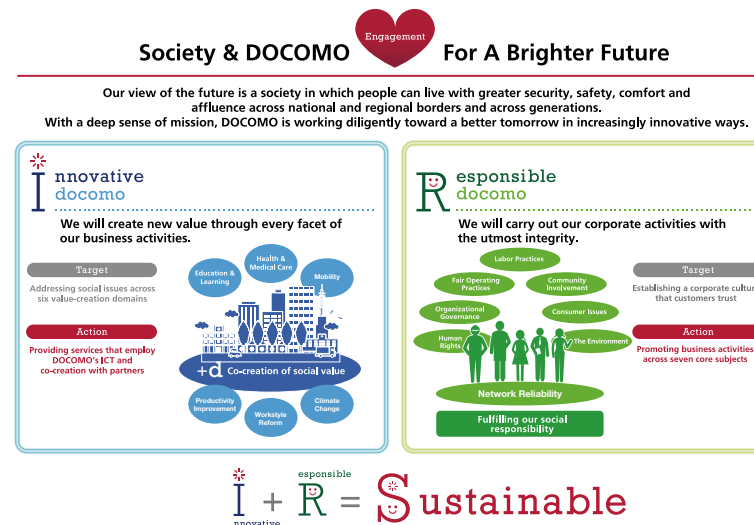 Engagement
Society & DOCOMO For A Brighter Future
Our view of the future is a society in which people can live with greater security, safety, comfort and
affluence across national and regional borders and across generations.
With a deep sense of mission, DOCOMO is working diligently toward a better tomorrow in increasingly innovative ways.
Innovative
docomo
We will create new value through every facet of
our business activities.
Target
Addressing social issues across
six value-creation domains
Action
Providing services that employ
DOCOMO's ICT and
co-creation with partners
Education &
Learning
Health &
Medical Care
Mobility
+d Co-creation of social value
Productivity
Improvement
Workstyle
Reform
Climate
Change
Responsible
docomo
We will carry out our corporate activities with
the utmost integrity.
Labor Practices
Fair Operating
Practices
Community
Involvement
Organizational
Governance
Consumer Issues
Human
Rights
The Environment
Network Reliability
Fulfilling our social
responsibility
Target
Establishing a corporate cultur
that customers trust
Action
Promoting business activities
across seven core subjects
Innovative + Responsible = Sustainable